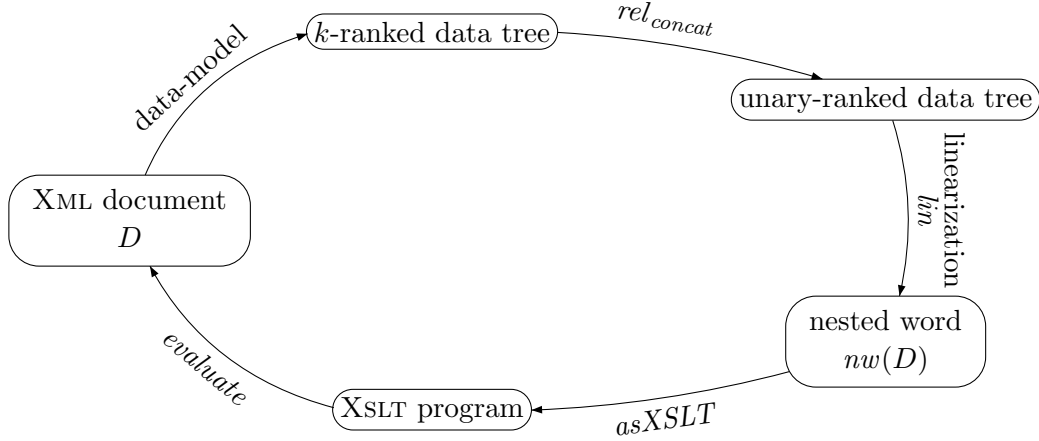 k-ranked data tree
rel_concat
data-model
unary-ranked data tree
linearization
lin
XML document
D
nested word
nw(D)
evaluate
XSLT program
asXSLT